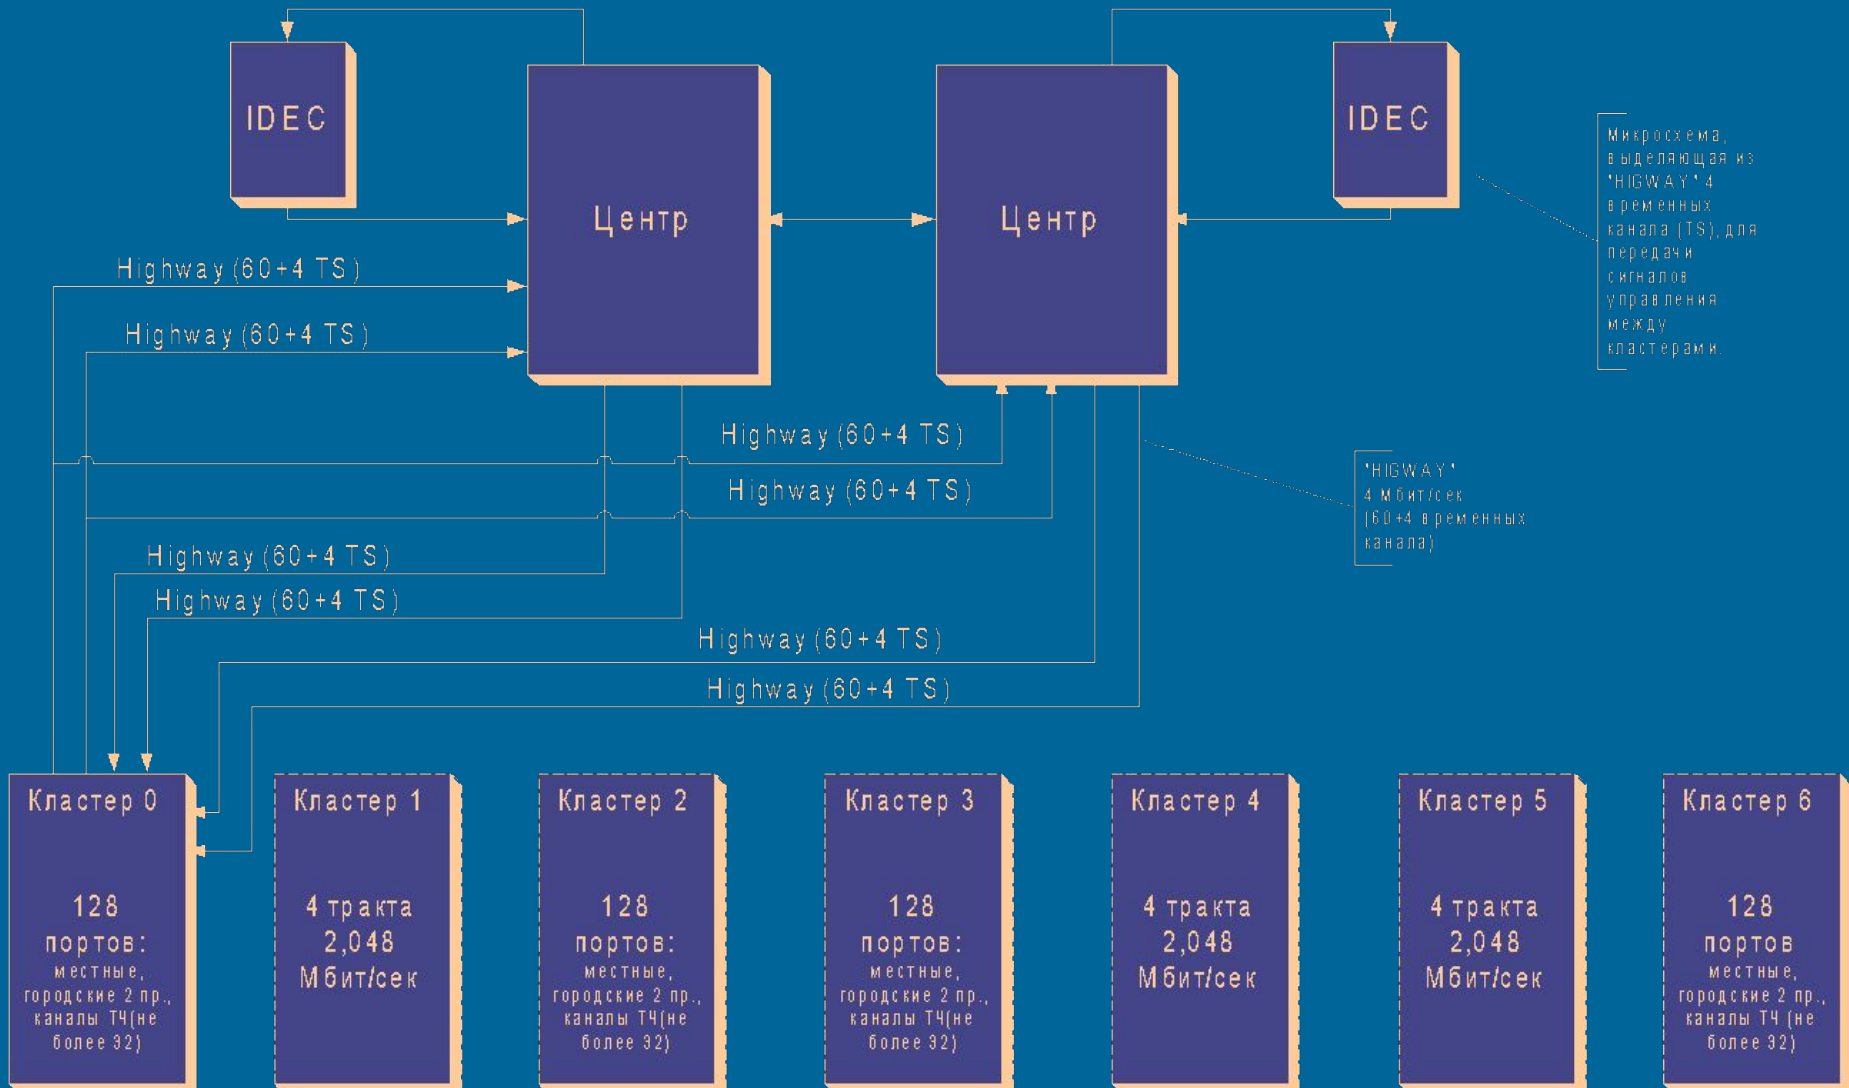 IDEC
Центр
Центр
IDEC
Микросхема,
выделяющая из
"HIGWAY" 4
временных
канала (TS), для
передачи
сигналов
управления
между
кластерами.
Highway (60+4 TS)
Highway (60+4 TS)
Highway (60+4 TS)
Highway (60+4 TS)
"HIGWAY"
4 Мбит/сек
(60+4 временных
канала)
Highway (60+4 TS)
Highway (60+4 TS)
Highway (60+4 TS)
Highway (60+4 TS)
Кластер 0
128
портов:
местные,
городские 2 пр.,
каналы ТЧ(не
более 32)
Кластер 1
4 тракта
2,048
Мбит/сек
Кластер 2
128
портов:
местные,
городские 2 пр.,
каналы ТЧ(не
более 32)
Кластер 3
128
портов:
местные,
городские 2 пр.,
каналы ТЧ(не
более 32)
Кластер 4
4 тракта
2,048
Мбит/сек
Кластер 5
4 тракта
2,048
Мбит/сек
Кластер 6
128
портов
местные,
городские 2 пр.,
каналы ТЧ (не
более 32)